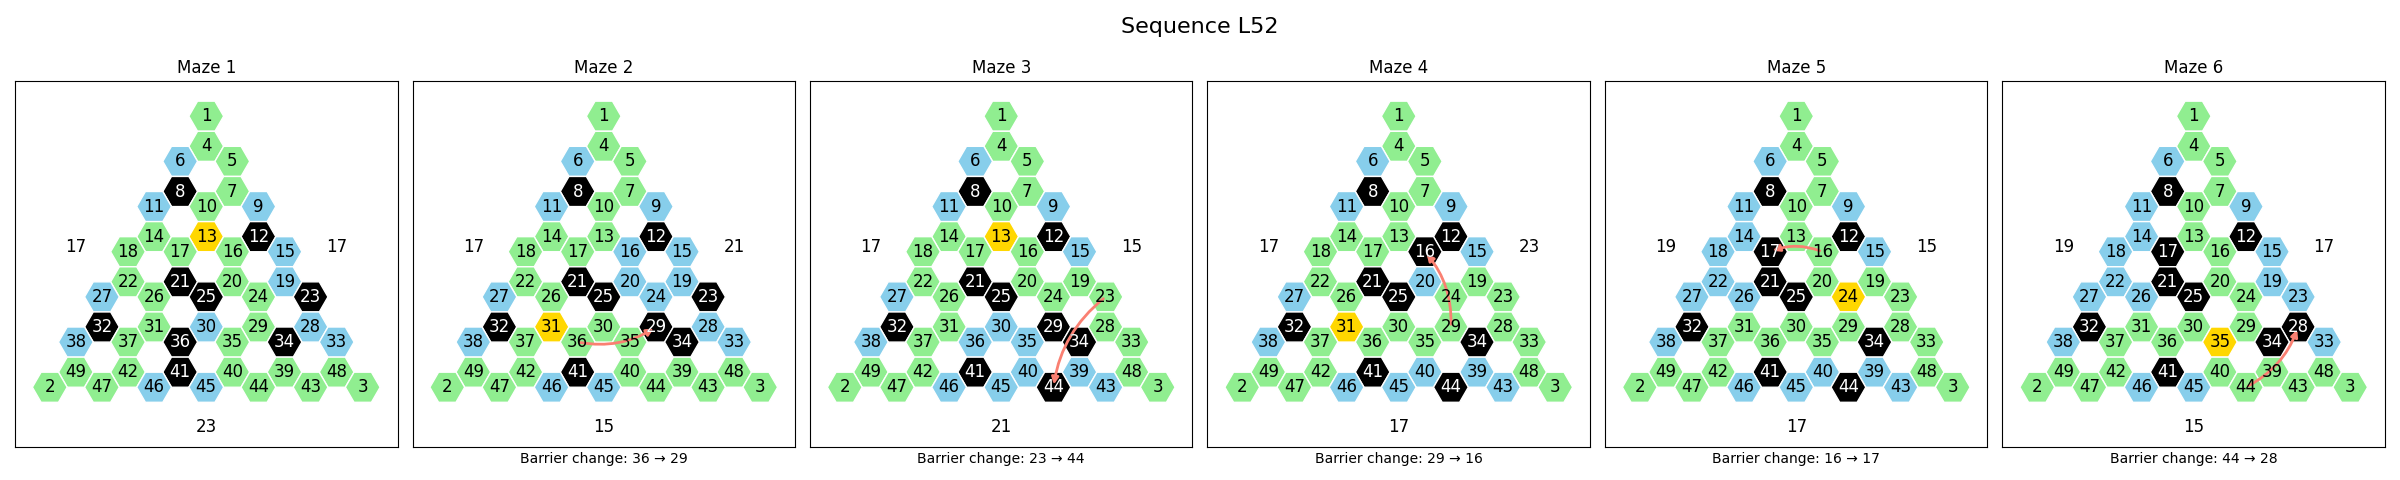 Sequence L52
Maze 1
1
4
6 5
8 7
11 10 9
14 13 12
17 18 17 16 15 17
22 21 20 19
27 26 25 24 23
32 31 30 29 28
38 37 36 35 34 33
49 42 41 40 39 48
2 47 46 45 44 43 3
23
Maze 2
1
4
6 5
8 7
11 10 9
14 13 12
17 18 17 16 15 21
22 21 20 19
27 26 25 24 23
32 31 30 29 28
38 37 36 35 34 33
49 42 41 40 39 48
2 47 46 45 44 43 3
15
Barrier change: 36 → 29
Maze 3
1
4
6 5
8 7
11 10 9
14 13 12
17 18 17 16 15 15
22 21 20 19
27 26 25 24 23
32 31 30 29 28
38 37 36 35 34 33
49 42 41 40 39 48
2 47 46 45 44 43 3
21
Barrier change: 23 → 44
Maze 4
1
4
6 5
8 7
11 10 9
14 13 12
17 18 17 16 15 23
22 21 20 19
27 26 25 24 23
32 31 30 29 28
38 37 36 35 34 33
49 42 41 40 39 48
2 47 46 45 44 43 3
17
Barrier change: 29 → 16
Maze 5
1
4
6 5
8 7
11 10 9
14 13 12
19 18 17 16 15 15
22 21 20 19
27 26 25 24 23
32 31 30 29 28
38 37 36 35 34 33
49 42 41 40 39 48
2 47 46 45 44 43 3
17
Barrier change: 16 → 17
Maze 6
1
4
6 5
8 7
11 10 9
14 13 12
19 18 17 16 15 17
22 21 20 19
27 26 25 24 23
32 31 30 29 28
38 37 36 35 34 33
49 42 41 40 39 48
2 47 46 45 44 43 3
15
Barrier change: 44 → 28